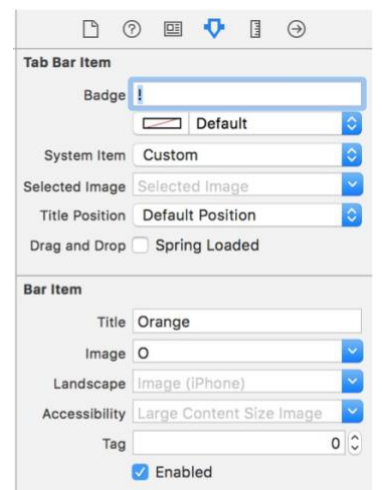 Tab Bar Item
Badge !
Default
System Item Custom
Selected Image Selected Image
Title Position Default Position
Drag and Drop Spring Loaded
Bar Item
Title Orange
Image O
Landscape Image (iPhone)
Accessibility Large Content Size Image
Tag 0
Enabled